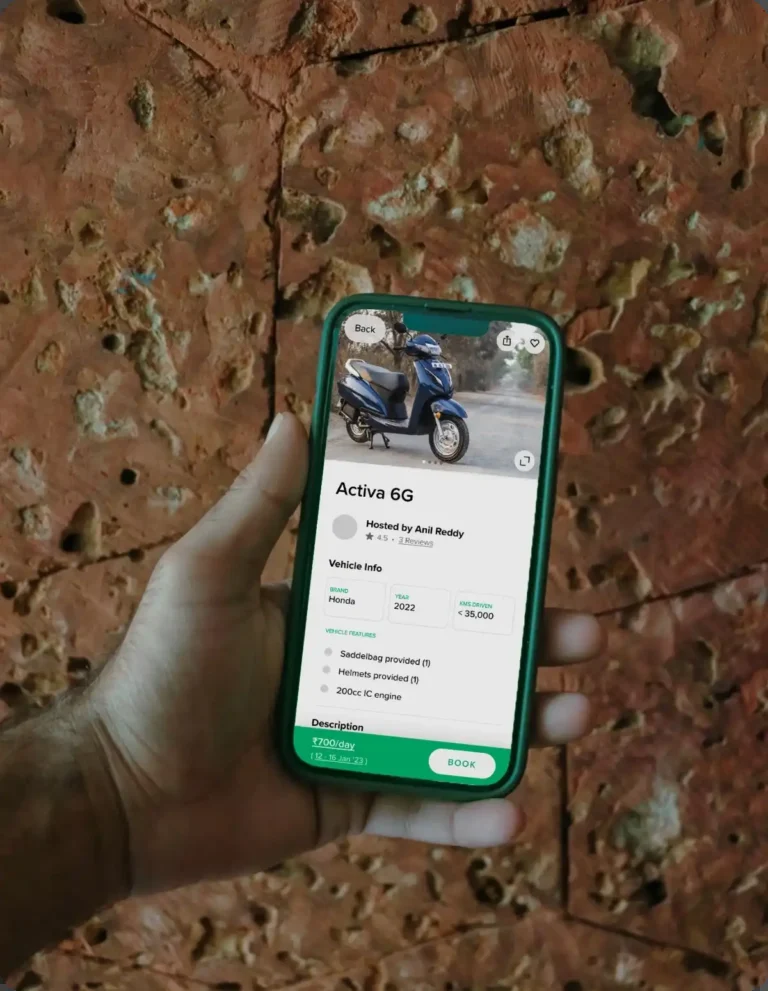 Back
Activa 6G
Hosted by Anil Reddy
4.5 • 3 Reviews
Vehicle Info
BRAND
Honda
YEAR
2022
KMS DRIVEN
< 35,000
VEHICLE FEATURES
Saddelbag provided (1)
Helmets provided (1)
200cc IC engine
Description
₹700/day
( 12 - 16 Jan '23 )
BOOK